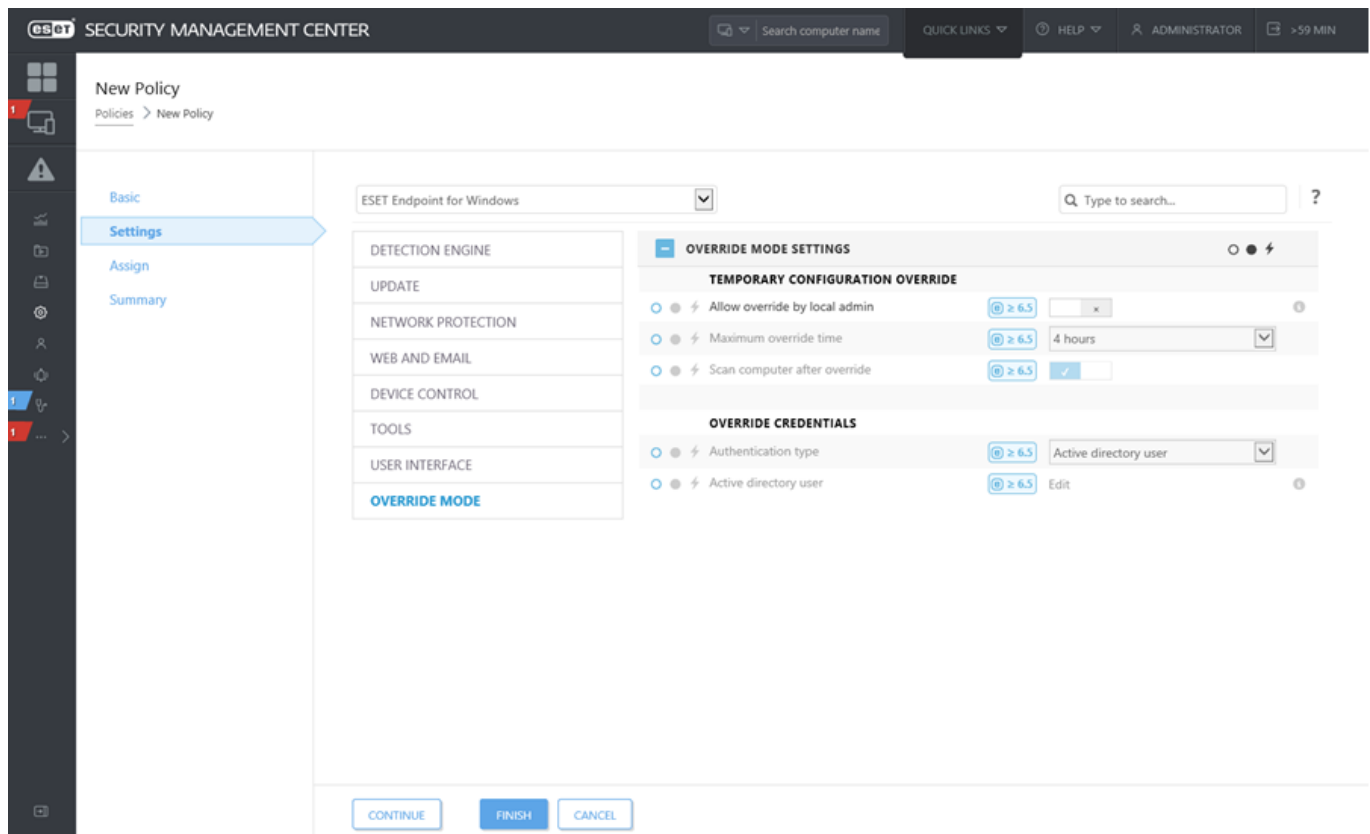 eset SECURITY MANAGEMENT CENTER
Search computer name
QUICK LINKS
HELP
ADMINISTRATOR
>59 MIN
New Policy
Policies > New Policy
1
1
1
Basic
Settings
Assign
Summary
ESET Endpoint for Windows
Type to search...
?
DETECTION ENGINE
UPDATE
NETWORK PROTECTION
WEB AND EMAIL
DEVICE CONTROL
TOOLS
USER INTERFACE
OVERRIDE MODE
OVERRIDE MODE SETTINGS
TEMPORARY CONFIGURATION OVERRIDE
Allow override by local admin ≥ 6.5
Maximum override time ≥ 6.5 4 hours
Scan computer after override ≥ 6.5
OVERRIDE CREDENTIALS
Authentication type ≥ 6.5 Active directory user
Active directory user ≥ 6.5 Edit
CONTINUE
FINISH
CANCEL